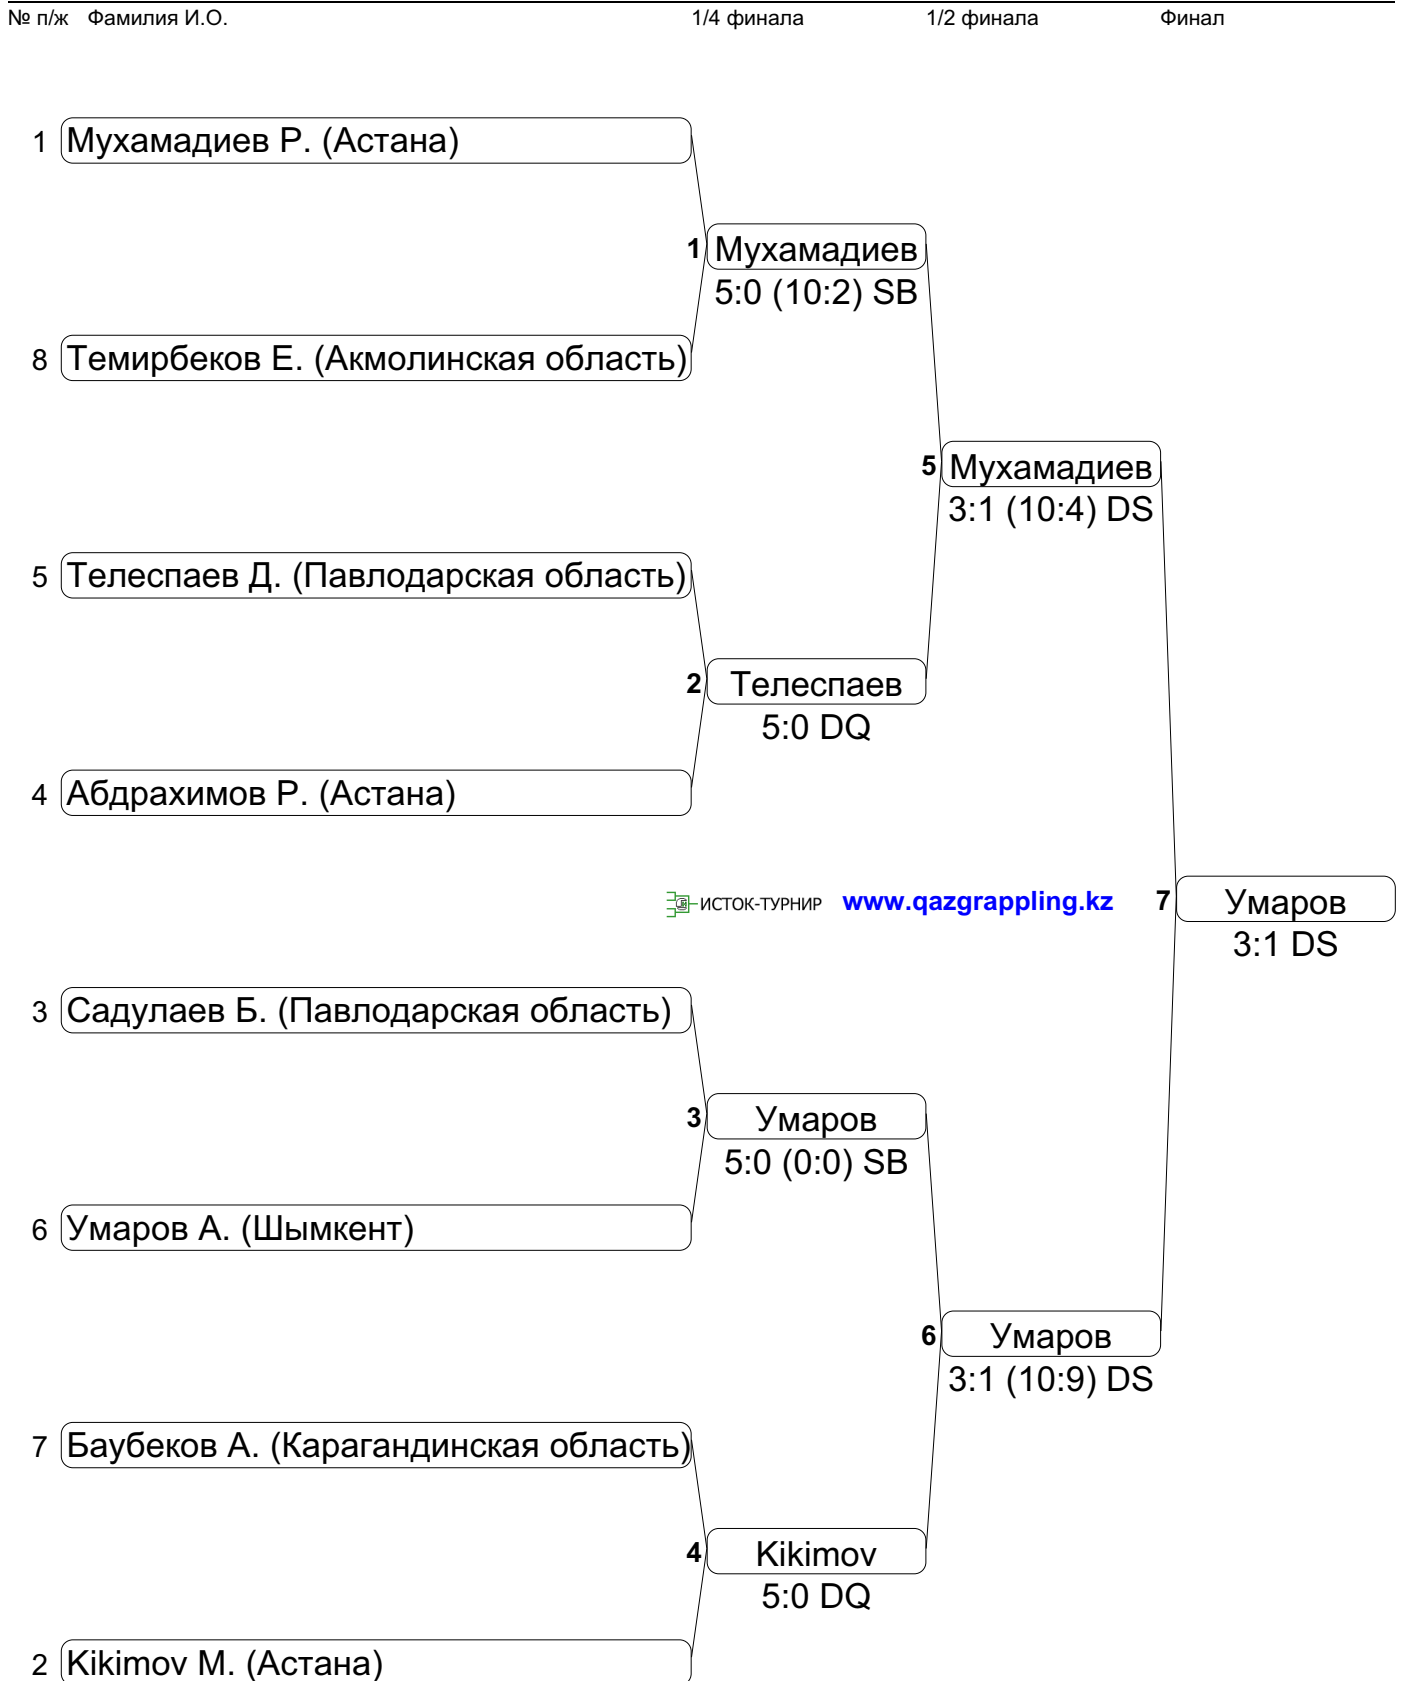 № п/ж Фамилия И.О. 1/4 финала 1/2 финала Финал
1 Мухамадиев Р. (Астана)
1 Мухамадиев
5:0 (10:2) SB
8 Темирбеков Е. (Акмолинская область)
5 Мухамадиев
3:1 (10:4) DS
5 Телеспаев Д. (Павлодарская область)
2 Телеспаев
5:0 DQ
4 Абдрахимов Р. (Астана)
ИСТОК-ТУРНИР www.qazgrappling.kz 7 Умаров
3:1 DS
3 Садулаев Б. (Павлодарская область)
3 Умаров
5:0 (0:0) SB
6 Умаров А. (Шымкент)
6 Умаров
3:1 (10:9) DS
7 Баубеков А. (Карагандинская область)
4 Kikimov
5:0 DQ
2 Kikimov М. (Астана)